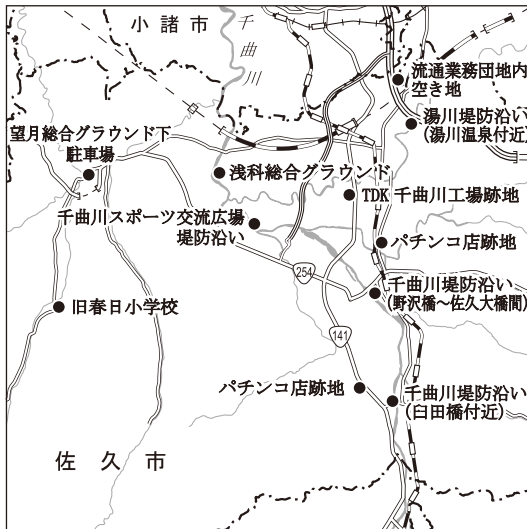 小諸市
千曲川
流通業務団地内
空き地
湯川堤防沿い
(湯川温泉付近)
望月総合グラウンド下
駐車場
浅科総合グラウンド
TDK 千曲川工場跡地
千曲川スポーツ交流広場
堤防沿い
パチンコ店跡地
254
千曲川堤防沿い
(野沢橋〜佐久大橋間)
旧春日小学校
141
パチンコ店跡地
千曲川堤防沿い
(臼田橋付近)
佐久市